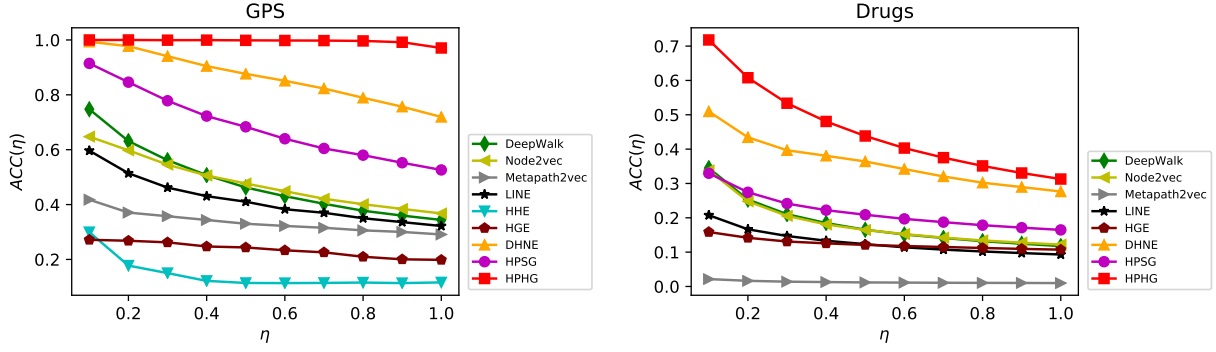 GPS
1.0
0.8
0.6
0.4
0.2
ACC(η)
0.2
0.4
0.6
0.8
1.0
η
DeepWalk
Node2vec
Metapath2vec
LINE
HHE
HGE
DHNE
HPSG
HPHG
Drugs
0.7
0.6
0.5
0.4
0.3
0.2
0.1
0.0
ACC(η)
0.2
0.4
0.6
0.8
1.0
η
DeepWalk
Node2vec
Metapath2vec
LINE
HGE
DHNE
HPSG
HPHG